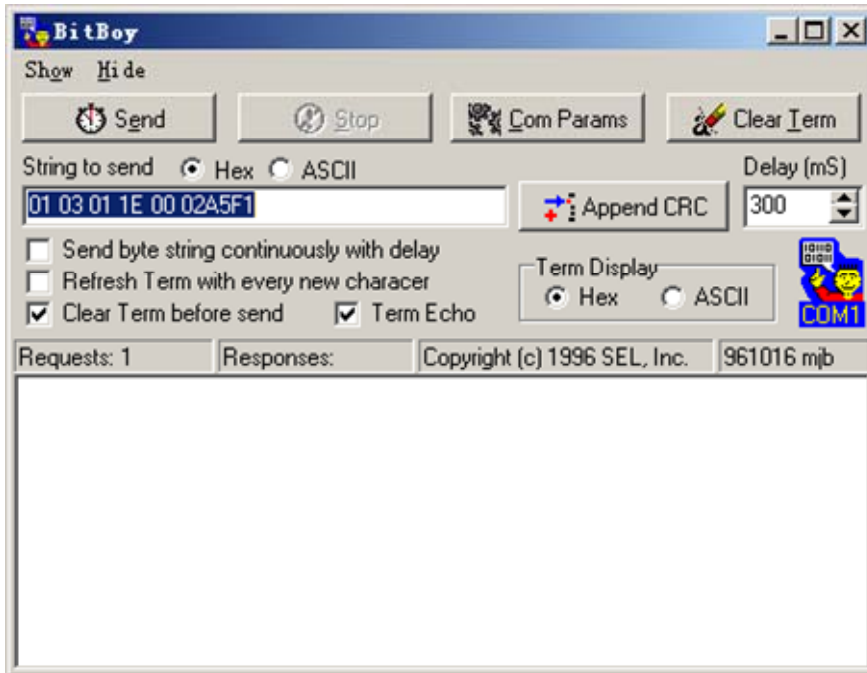 BitBoy
Show Hide
Send Stop Com Params Clear Term
String to send Hex ASCII Delay (mS)
01 03 01 1E 00 02A5F1 Append CRC 300
Send byte string continuously with delay
Refresh Term with every new characer
Term Display
Hex ASCII
Clear Term before send Term Echo
10110
01011
COM1
Requests: 1 Responses: Copyright (c) 1996 SEL, Inc. 961016 mjb